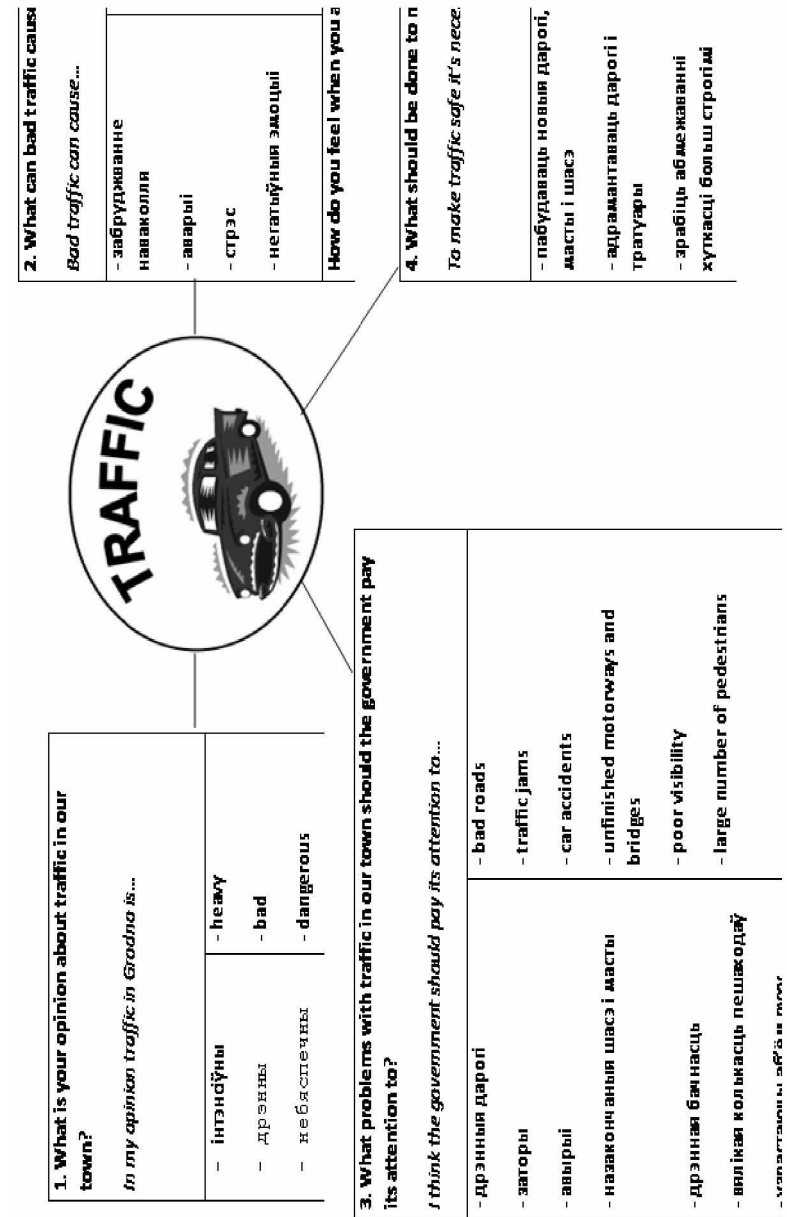 TRAFFIC
1. What is your opinion about traffic in our
town?
In my opinion traffic in Grodno is...
- інтэнсіўны
- дрэнны
- небяспечны
- heavy
- bad
- dangerous
2. What can bad traffic caus
Bad traffic can cause...
- забруджванне
наваколля
- аварыі
- стрэс
- негатыўныя эмоцыі
How do you feel when you
3. What problems with traffic in our town should the government pay
its attention to?
I think the government should pay its attention to...
- дрэнныя дарогі
- заторы
- авырыі
- назакончаныя шасэ і масты
- дрэнная бачнасць
- вялікая колькасць пешаходаў
- bad roads
- traffic jams
- car accidents
- unfinished motorways and
bridges
- poor visibility
- large number of pedestrians
4. What should be done to
To make traffic safe it's nece
- пабудаваць новыя дарогі,
масты і шасэ
- адрамантаваць дарогі і
тратуары
- зрабіць абмежаванні
хуткасці больш строгімі